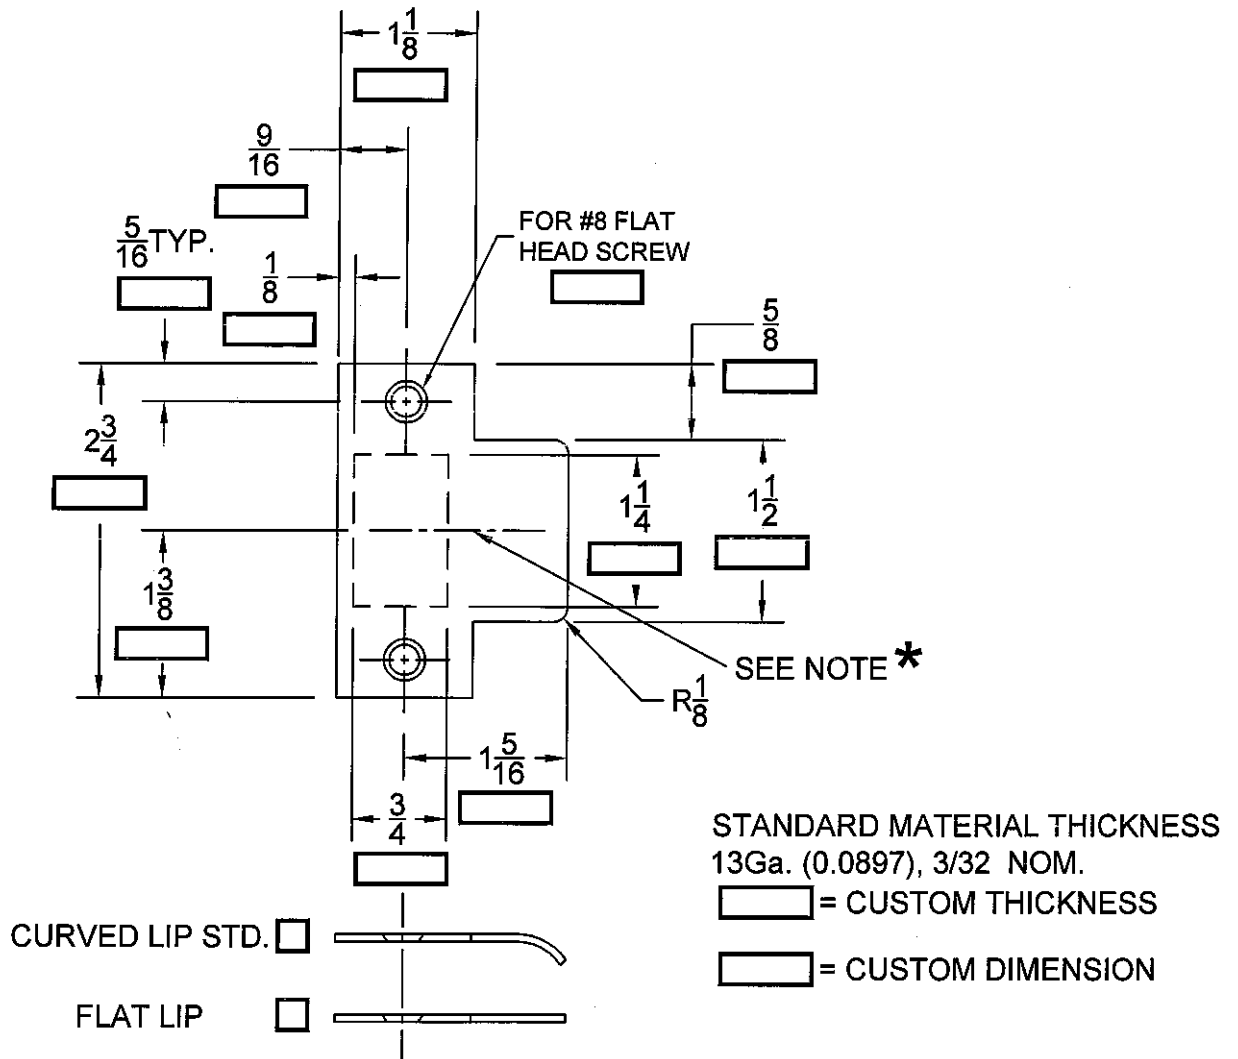 1 1/8
9/16
5/16 TYP.
FOR #8 FLAT
HEAD SCREW
1/8
5/8
2 3/4
1 1/4
1 1/2
1 3/8
SEE NOTE *
R 1/8
1 5/16
3/4
STANDARD MATERIAL THICKNESS
13Ga. (0.0897), 3/32 NOM.
= CUSTOM THICKNESS
CURVED LIP STD.
= CUSTOM DIMENSION
FLAT LIP